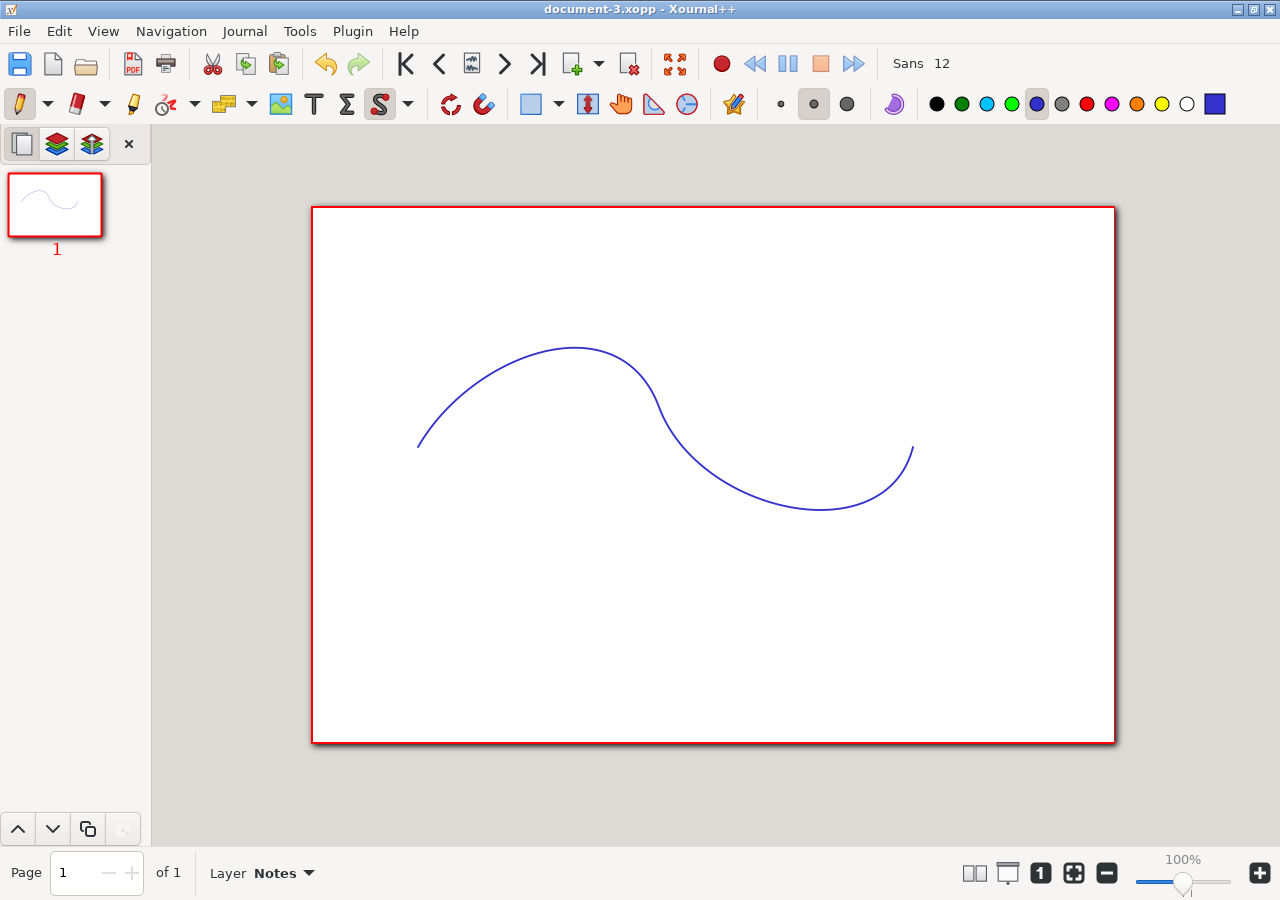 document-3.xopp - Xournal++
File Edit View Navigation Journal Tools Plugin Help
PDF
Sans 12
1
Page 1 of 1 Layer Notes
1
100%